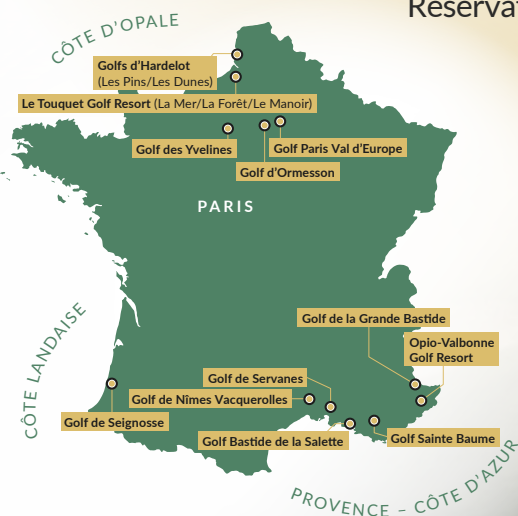 Réserva
CÔTE D'OPALE
Golfs d'Hardelot
(Les Pins/Les Dunes)
Le Touquet Golf Resort (La Mer/La Forêt/Le Manoir)
Golf des Yvelines
Golf Paris Val d'Europe
Golf d'Ormesson
PARIS
CÔTE LANDAISE
Golf de la Grande Bastide
Opio-Valbonne
Golf Resort
Golf de Servanes
Golf de Nîmes Vacquerolles
Golf de Seignosse
Golf Bastide de la Salette
Golf Sainte Baume
PROVENCE – CÔTE D'AZUR